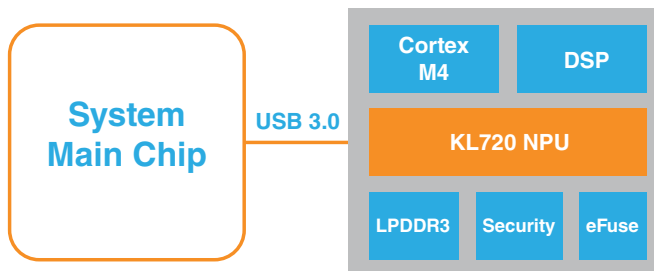 System
Main Chip
USB 3.0
Cortex
M4
DSP
KL720 NPU
LPDDR3
Security
eFuse